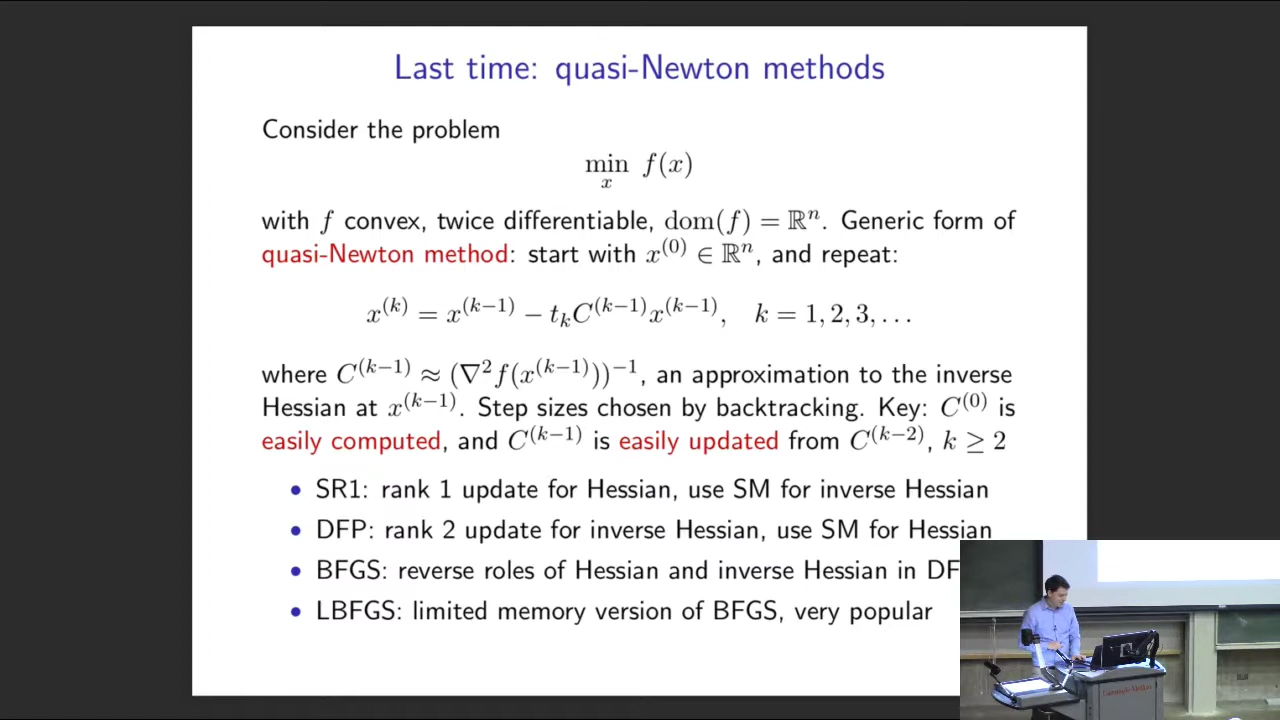 Last time: quasi-Newton methods
Consider the problem
min f(x)
x
with f convex, twice differentiable, dom(f) = ℝⁿ. Generic form of
quasi-Newton method: start with x⁽⁰⁾ ∈ ℝⁿ, and repeat:
x⁽ᵏ⁾ = x⁽ᵏ⁻¹⁾ − tₖC⁽ᵏ⁻¹⁾x⁽ᵏ⁻¹⁾, k = 1, 2, 3, . . .
where C⁽ᵏ⁻¹⁾ ≈ (∇²f(x⁽ᵏ⁻¹⁾))⁻¹, an approximation to the inverse
Hessian at x⁽ᵏ⁻¹⁾. Step sizes chosen by backtracking. Key: C⁽⁰⁾ is
easily computed, and C⁽ᵏ⁻¹⁾ is easily updated from C⁽ᵏ⁻²⁾, k ≥ 2
• SR1: rank 1 update for Hessian, use SM for inverse Hessian
• DFP: rank 2 update for inverse Hessian, use SM for Hessian
• BFGS: reverse roles of Hessian and inverse Hessian in DF
• LBFGS: limited memory version of BFGS, very popular
Carnegie Mellon